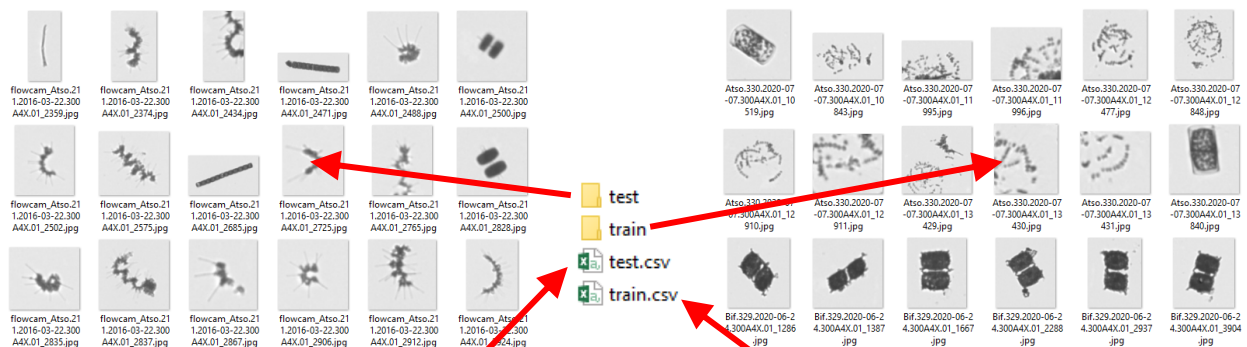 flowcam_Atso.21
1.2016-03-22.300
A4X.01_2359.jpg
flowcam_Atso.21
1.2016-03-22.300
A4X.01_2374.jpg
flowcam_Atso.21
1.2016-03-22.300
A4X.01_2434.jpg
flowcam_Atso.21
1.2016-03-22.300
A4X.01_2471.jpg
flowcam_Atso.21
1.2016-03-22.300
A4X.01_2488.jpg
flowcam_Atso.21
1.2016-03-22.300
A4X.01_2500.jpg
flowcam_Atso.21
1.2016-03-22.300
A4X.01_2502.jpg
flowcam_Atso.21
1.2016-03-22.300
A4X.01_2575.jpg
flowcam_Atso.21
1.2016-03-22.300
A4X.01_2685.jpg
flowcam_Atso.21
1.2016-03-22.300
A4X.01_2725.jpg
flowcam_Atso.21
1.2016-03-22.300
A4X.01_2765.jpg
flowcam_Atso.21
1.2016-03-22.300
A4X.01_2828.jpg
flowcam_Atso.21
1.2016-03-22.300
A4X.01_2835.jpg
flowcam_Atso.21
1.2016-03-22.300
A4X.01_2837.jpg
flowcam_Atso.21
1.2016-03-22.300
A4X.01_2867.jpg
flowcam_Atso.21
1.2016-03-22.300
A4X.01_2906.jpg
flowcam_Atso.21
1.2016-03-22.300
A4X.01_2912.jpg
flowcam_Atso.21
1.2016-03-22.300
test
train
test.csv
train.csv
Atso.330.2020-07
-07.300A4X.01_10
519.jpg
Atso.330.2020-07
-07.300A4X.01_10
843.jpg
Atso.330.2020-07
-07.300A4X.01_11
995.jpg
Atso.330.2020-07
-07.300A4X.01_11
996.jpg
Atso.330.2020-07
-07.300A4X.01_12
477.jpg
Atso.330.2020-07
-07.300A4X.01_12
848.jpg
Atso.330.2020-07
-07.300A4X.01_12
910.jpg
Atso.330.2020-07
-07.300A4X.01_12
911.jpg
Atso.330.2020-07
-07.300A4X.01_13
429.jpg
Atso.330.2020-07
-07.300A4X.01_13
430.jpg
Atso.330.2020-07
-07.300A4X.01_13
431.jpg
Atso.330.2020-07
-07.300A4X.01_13
840.jpg
Bif.329.2020-06-2
4.300A4X.01_1286
.jpg
Bif.329.2020-06-2
4.300A4X.01_1387
.jpg
Bif.329.2020-06-2
4.300A4X.01_1667
.jpg
Bif.329.2020-06-2
4.300A4X.01_2288
.jpg
Bif.329.2020-06-2
4.300A4X.01_2937
.jpg
Bif.329.2020-06-2
4.300A4X.01_3904
.jpg